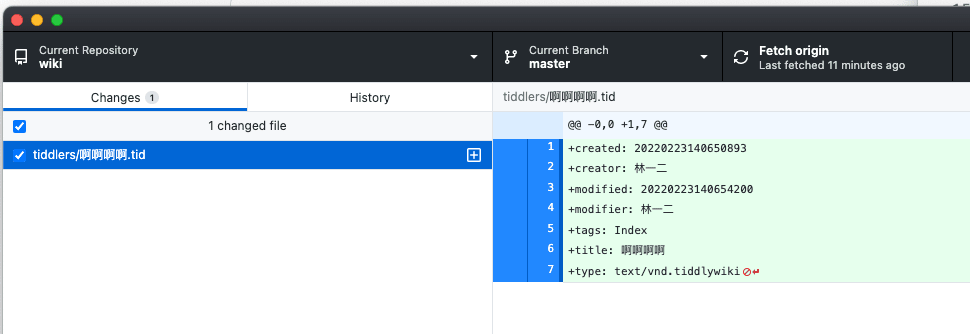 Current Repository
wiki
Current Branch
master
Fetch origin
Last fetched 11 minutes ago
Changes 1
History
tiddlers/啊啊啊啊.tid
1 changed file
@@ -0,0 +1,7 @@
tiddlers/啊啊啊啊.tid
1 +created: 20220223140650893
2 +creator: 林一二
3 +modified: 20220223140654200
4 +modifier: 林一二
5 +tags: Index
6 +title: 啊啊啊啊
7 +type: text/vnd.tiddlywiki